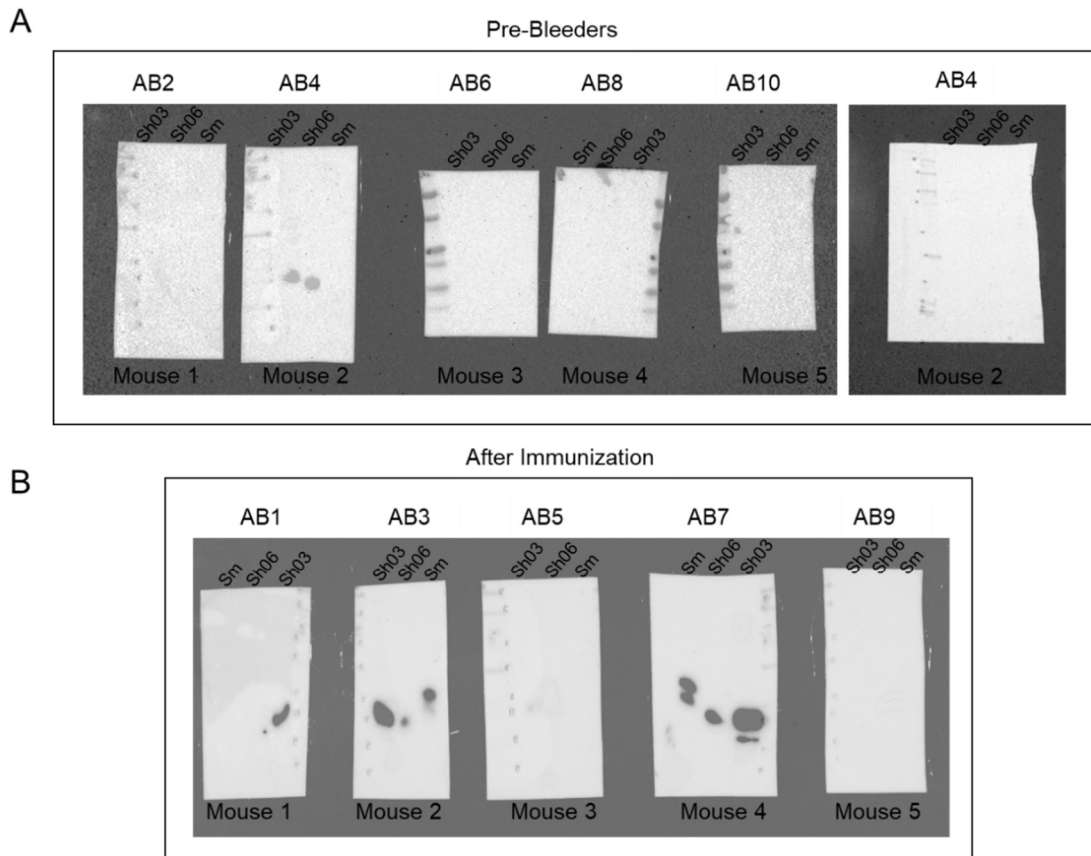 A
Pre-Bleeders
AB2 AB4 AB6 AB8 AB10 AB4
Sh03 Sh06 Sm Sh03 Sh06 Sm Sh03 Sh06 Sm Sm Sh06 Sh03 Sh03 Sh06 Sm Sh03 Sh06 Sm
Mouse 1 Mouse 2 Mouse 3 Mouse 4 Mouse 5 Mouse 2
After Immunization
B
AB1 AB3 AB5 AB7 AB9
Sm Sh06 Sh03 Sh03 Sh06 Sm Sh03 Sh06 Sm Sm Sh06 Sh03 Sh03 Sh06 Sm
Mouse 1 Mouse 2 Mouse 3 Mouse 4 Mouse 5